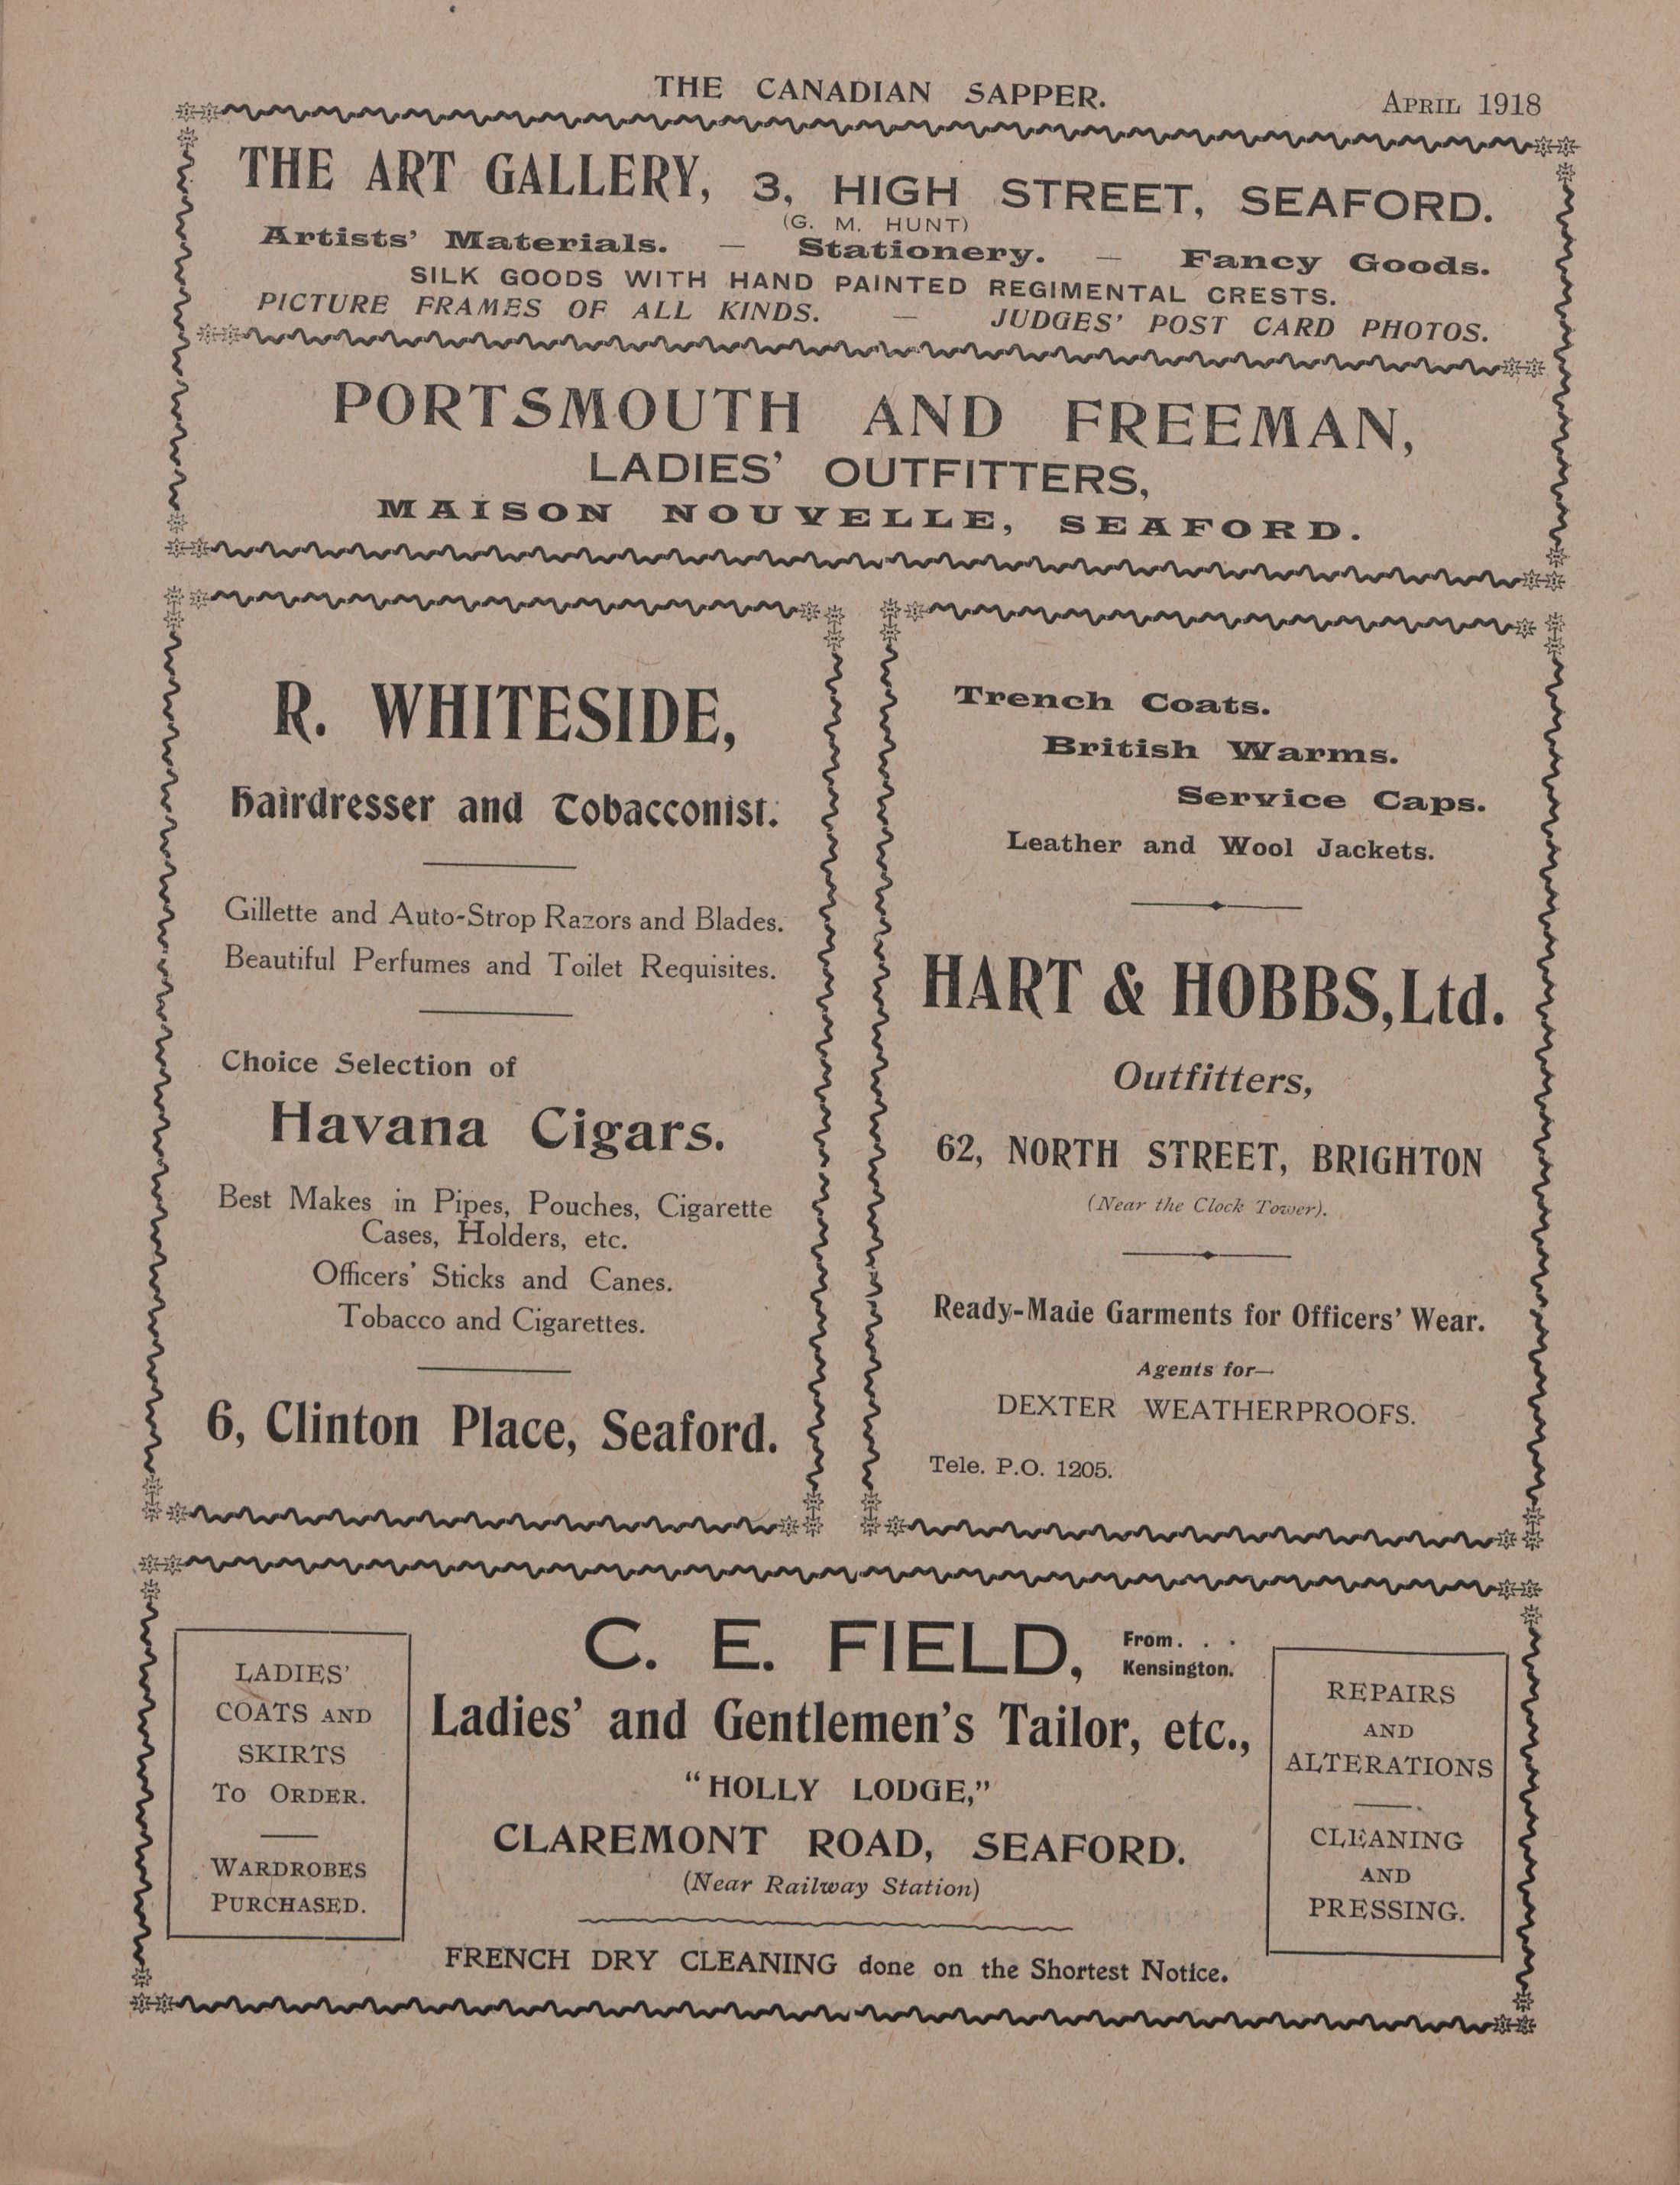 THE CANADIAN SAPPER.
APRIL 1918
THE ART GALLERY, 3, HIGH STREET, SEAFORD.
(G. M. HUNT)
Artists' Materials. — Stationery. — Fancy Goods.
SILK GOODS WITH HAND PAINTED REGIMENTAL CRESTS.
PICTURE FRAMES OF ALL KINDS. — JUDGES' POST CARD PHOTOS.
PORTSMOUTH AND FREEMAN,
LADIES' OUTFITTERS,
MAISON NOUVELLE, SEAFORD.
R. WHITESIDE,
Hairdresser and Tobacconist.
Gillette and Auto-Strop Razors and Blades.
Beautiful Perfumes and Toilet Requisites.
Choice Selection of
Havana Cigars.
Best Makes in Pipes, Pouches, Cigarette
Cases, Holders, etc.
Officers' Sticks and Canes.
Tobacco and Cigarettes.
6, Clinton Place, Seaford.
Trench Coats.
British Warms.
Service Caps.
Leather and Wool Jackets.
HART & HOBBS, Ltd.
Outfitters,
62, NORTH STREET, BRIGHTON
(Near the Clock Tower).
Ready-Made Garments for Officers' Wear.
Agents for—
DEXTER WEATHERPROOFS.
Tele. P.O. 1205.
LADIES'
COATS AND
SKIRTS
TO ORDER.
WARDROBES
PURCHASED.
C. E. FIELD, From . . .
Kensington.
Ladies' and Gentlemen's Tailor, etc.,
"HOLLY LODGE,"
CLAREMONT ROAD, SEAFORD.
(Near Railway Station)
FRENCH DRY CLEANING done on the Shortest Notice.
REPAIRS
AND
ALTERATIONS
CLEANING
AND
PRESSING.